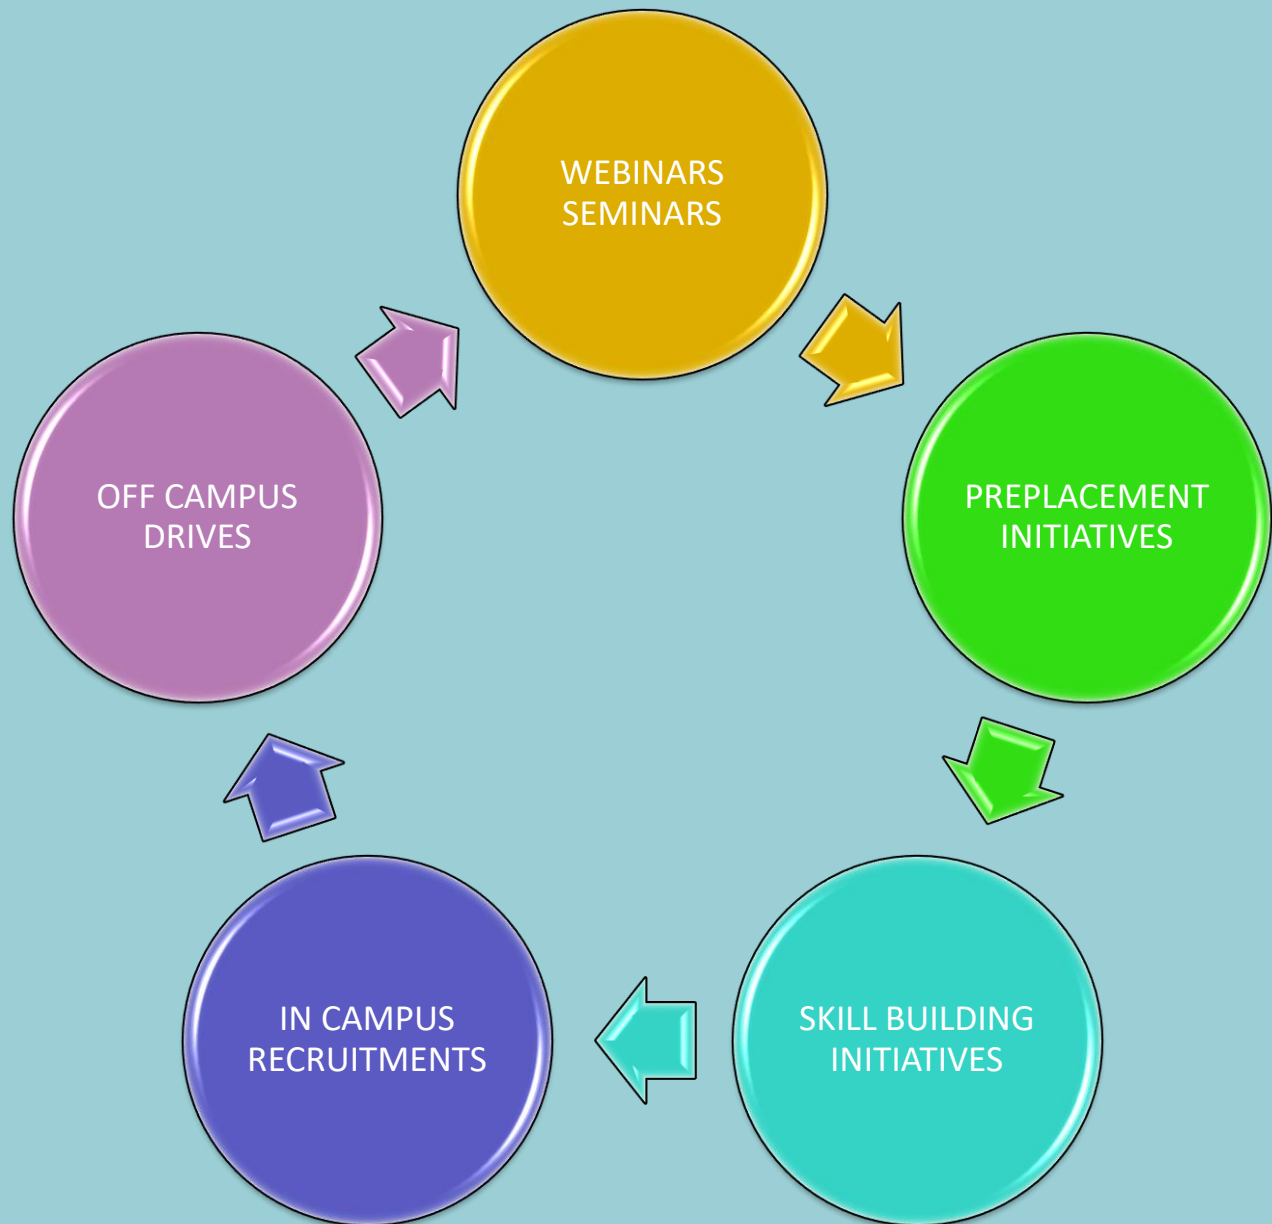 WEBINARS
SEMINARS
PREPLACEMENT
INITIATIVES
SKILL BUILDING
INITIATIVES
IN CAMPUS
RECRUITMENTS
OFF CAMPUS
DRIVES